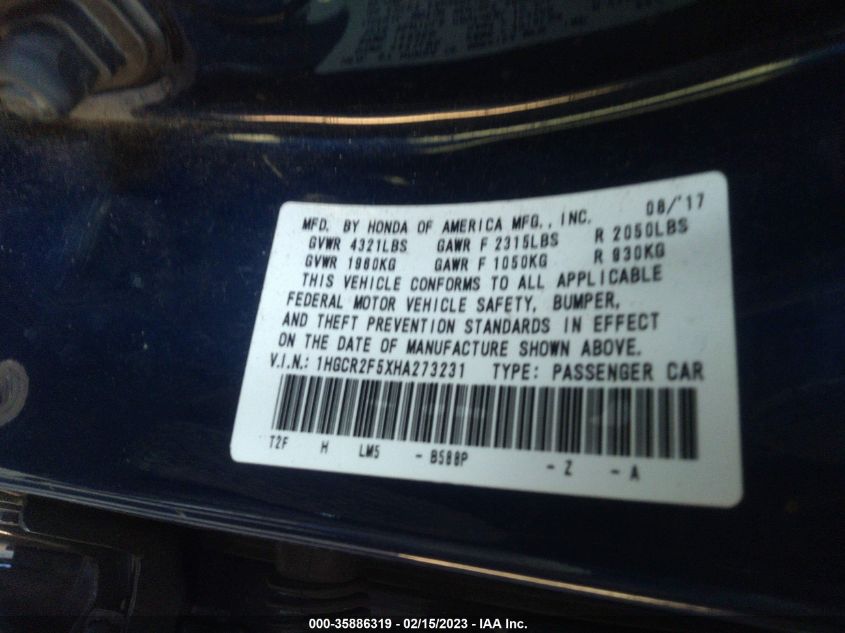 MFD. BY HONDA OF AMERICA MFG., INC. 08/'17
GVWR 4321LBS GAWR F 2315LBS R 2050LBS
GVWR 1960KG GAWR F 1050KG R 930KG
THIS VEHICLE CONFORMS TO ALL APPLICABLE
FEDERAL MOTOR VEHICLE SAFETY, BUMPER,
AND THEFT PREVENTION STANDARDS IN EFFECT
ON THE DATE OF MANUFACTURE SHOWN ABOVE.
V.I.N.: 1HGCR2F5XHA273231 TYPE: PASSENGER CAR
T2F H LM5 -B588P -Z -A
000-35886319 - 02/15/2023 - IAA Inc.